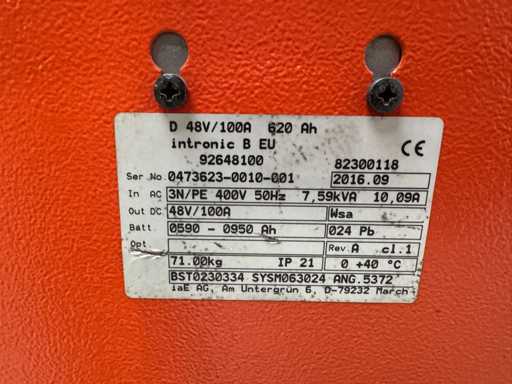 D 48V/100A 620 Ah
intronic B EU
92648100 82300118 CE
Ser No. 0473623-0010-001 2016.09
In AC 3N/PE 400V 50Hz 7,59kVA 10,09A
Out DC. 48V/100A Wsa
Batt. 0590 - 0950 Ah 024 Pb
Opt. Rev. A cl.1
71.00kg IP 21 0 +40 °C
BST0230334 SYSM063024 ANG.5372
iaE AG, Am Untergrün 6, D-79232 March